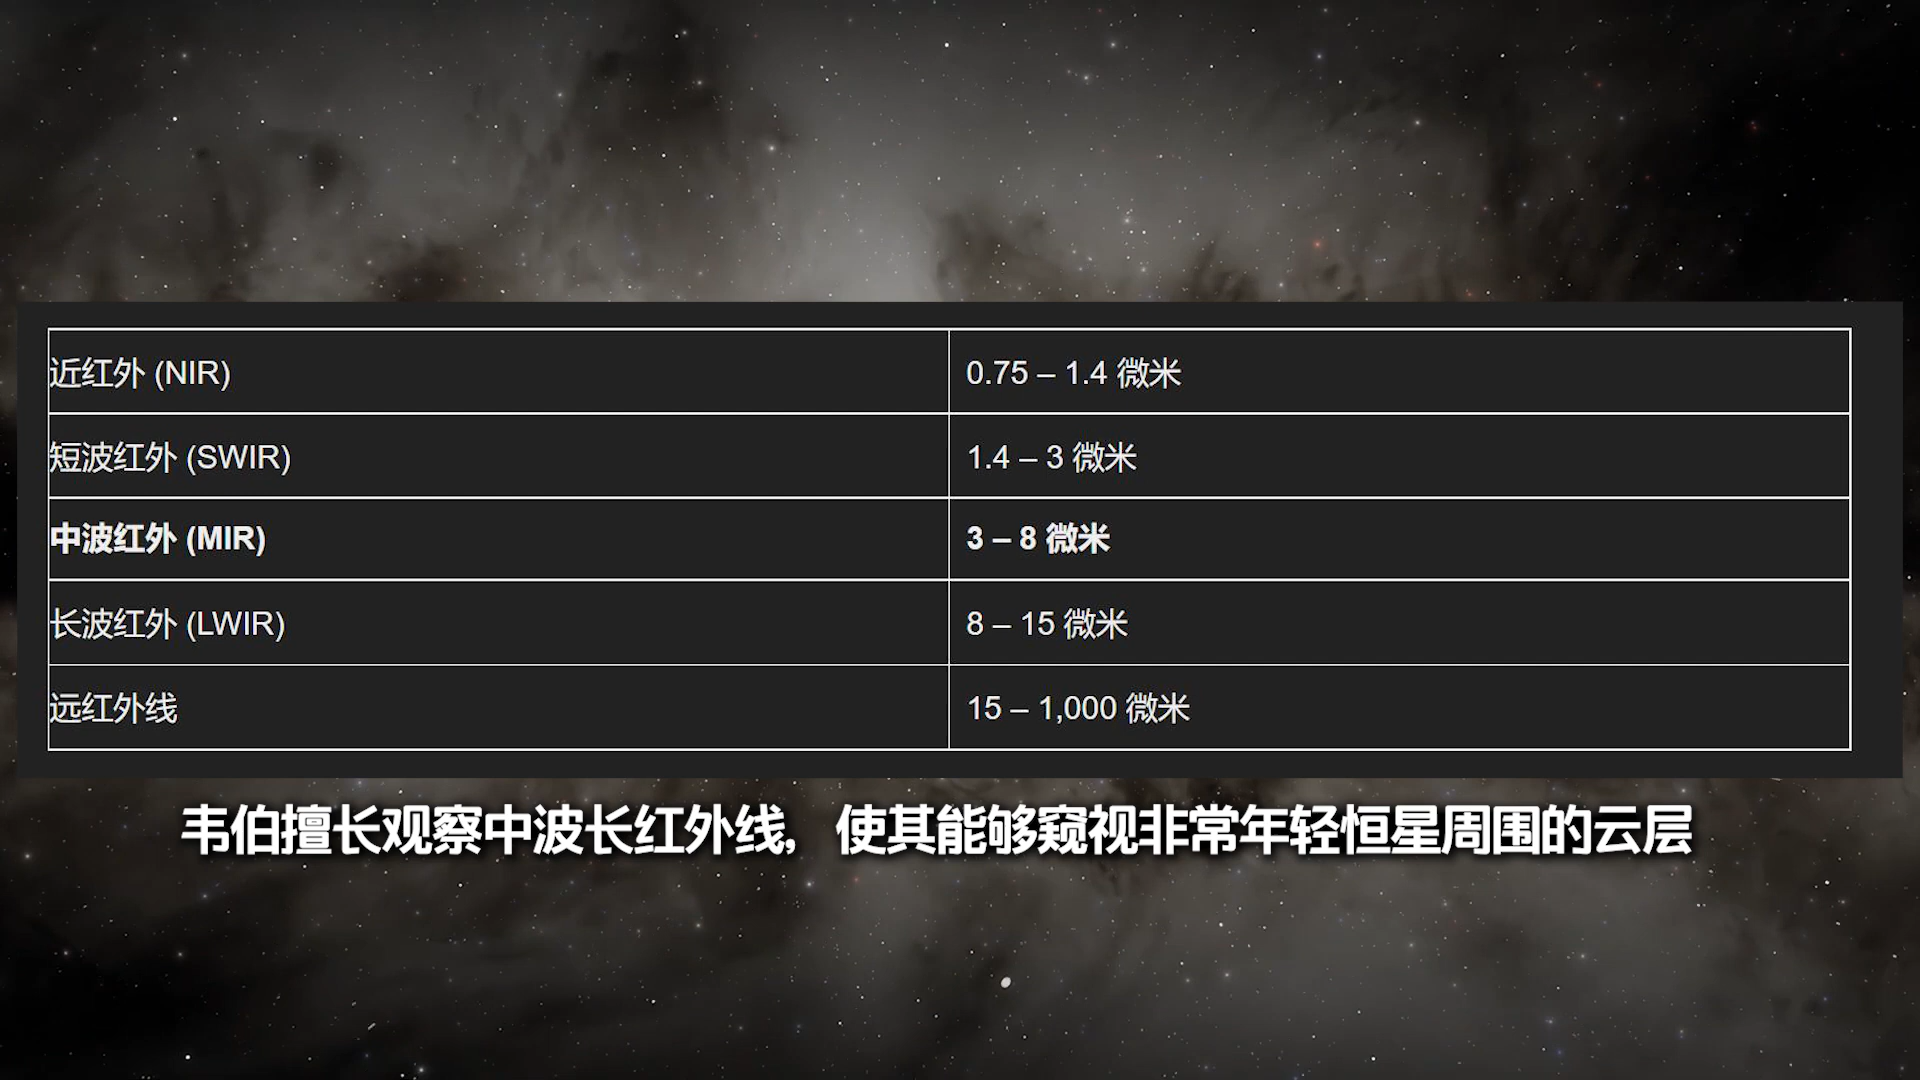 近红外 (NIR) 0.75 – 1.4 微米
短波红外 (SWIR) 1.4 – 3 微米
中波红外 (MIR) 3 – 8 微米
长波红外 (LWIR) 8 – 15 微米
远红外线 15 – 1,000 微米
韦伯擅长观察中波长红外线，使其能够窥视非常年轻恒星周围的云层